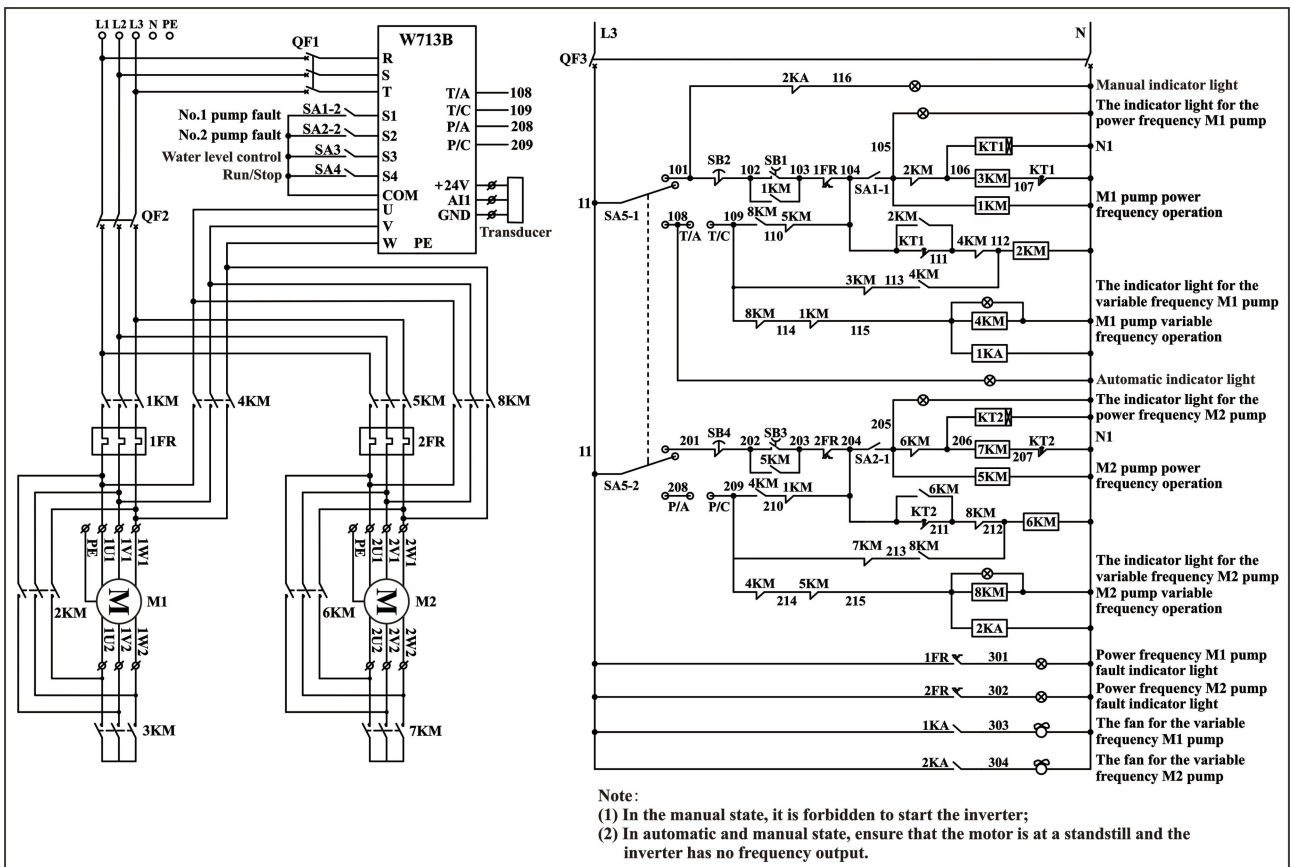 L1 L2 L3 N PE
QF1
W713B
R
S
T
T/A 108
T/C 109
P/A 208
P/C 209
No.1 pump fault SA1-2 S1
No.2 pump fault SA2-2 S2
Water level control SA3 S3
Run/Stop SA4 S4
COM
+24V
AI1
GND
Transducer
U
V
W PE
QF2
1KM 4KM 5KM 8KM
1FR 2FR
PE 1U1 1V1 1W1
PE 2U1 2V1 2W1
2KM M M1
6KM M M2
1U2 1V2 1W2
2U2 2V2 2W2
3KM 7KM
L3 N
QF3
2KA 116
Manual indicator light
The indicator light for the
power frequency M1 pump
105
KT1 N1
101 SB2 102 SB1 103 1FR 104 SA1-1 2KM 106 3KM 107 KT1
1KM
1KM
M1 pump power
frequency operation
11 SA5-1
108 T/A T/C 109 8KM 110 5KM
2KM
KT1 111 4KM 112 2KM
3KM 113 4KM
The indicator light for the
variable frequency M1 pump
8KM 114 1KM 115 4KM
M1 pump variable
frequency operation
1KA
Automatic indicator light
The indicator light for the
power frequency M2 pump
205
KT2 N1
11 SA5-2
201 SB4 202 SB3 203 2FR 204 SA2-1 6KM 206 7KM 207 KT2
5KM
5KM
M2 pump power
frequency operation
208 P/A P/C 209 4KM 210 1KM
6KM
KT2 211 8KM 212 6KM
7KM 213 8KM
The indicator light for the
variable frequency M2 pump
4KM 214 5KM 215 8KM
M2 pump variable
frequency operation
2KA
1FR 301
Power frequency M1 pump
fault indicator light
2FR 302
Power frequency M2 pump
fault indicator light
1KA 303
The fan for the variable
frequency M1 pump
2KA 304
The fan for the variable
frequency M2 pump
Note:
(1) In the manual state, it is forbidden to start the inverter;
(2) In automatic and manual state, ensure that the motor is at a standstill and the
inverter has no frequency output.